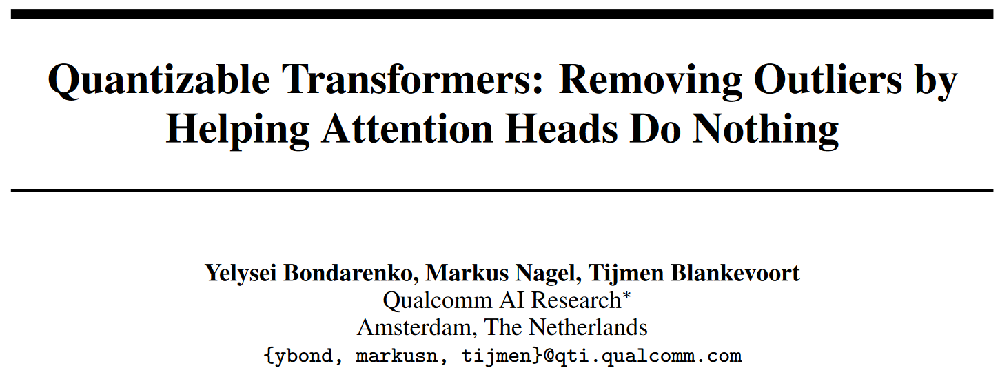 Quantizable Transformers: Removing Outliers by
Helping Attention Heads Do Nothing
Yelysei Bondarenko, Markus Nagel, Tijmen Blankevoort
Qualcomm AI Research*
Amsterdam, The Netherlands
{ybond, markusn, tijmen}@qti.qualcomm.com